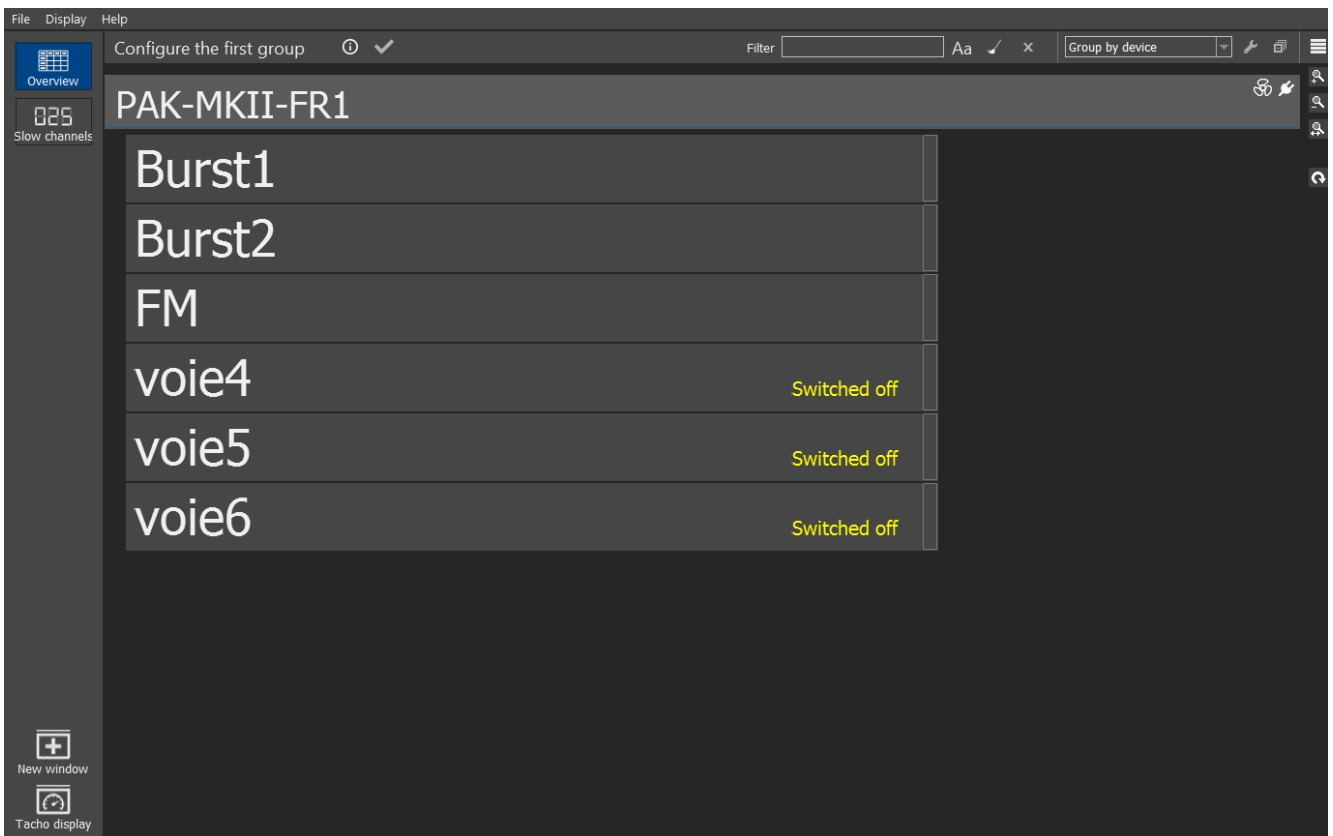 File Display Help
Configure the first group
Filter
Aa
Group by device
Overview
025
Slow channels
PAK-MKII-FR1
Burst1
Burst2
FM
voie4
Switched off
voie5
Switched off
voie6
Switched off
New window
Tacho display